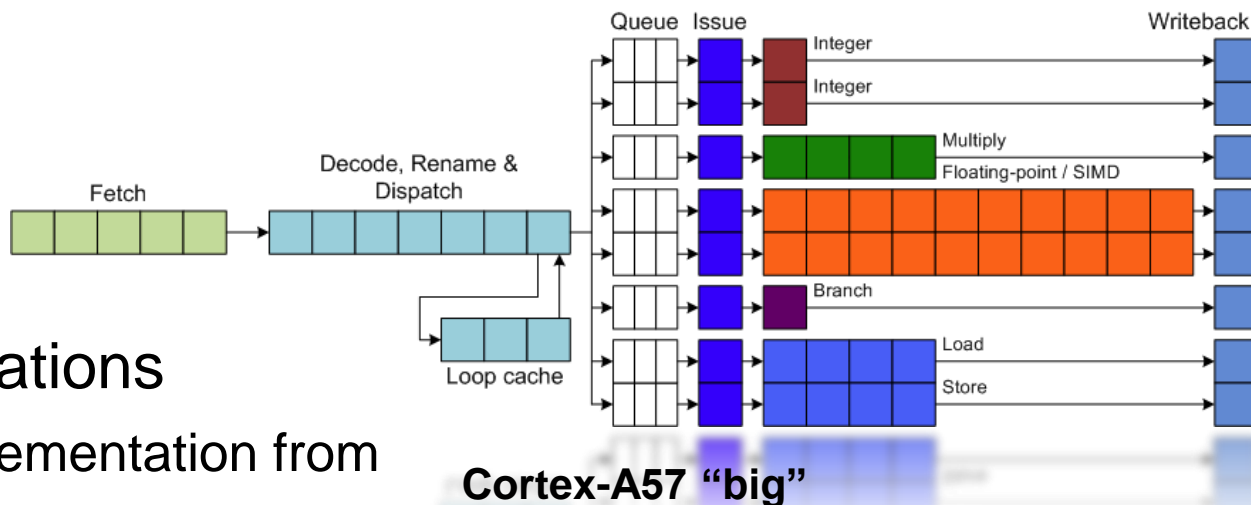 Queue Issue Writeback
Integer
Integer
Decode, Rename &
Dispatch
Fetch
Multiply
Floating-point / SIMD
Branch
Load
Store
Loop cache
ations
ementation from
Cortex-A57 “big”